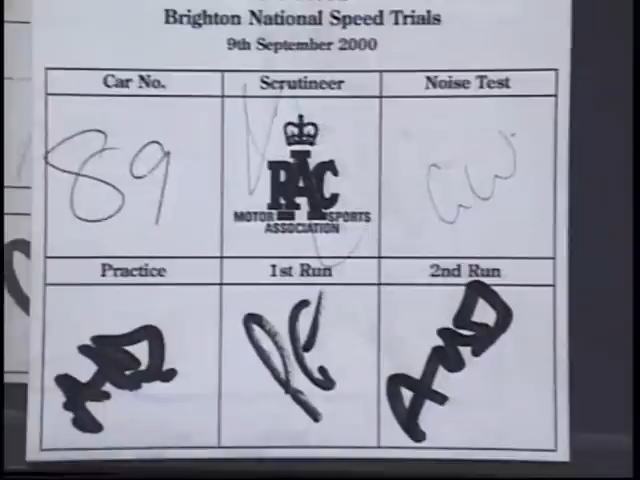 Brighton National Speed Trials
9th September 2000
Car No. Scrutineer Noise Test
89 RAC GW
MOTOR SPORTS
ASSOCIATION
Practice 1st Run 2nd Run